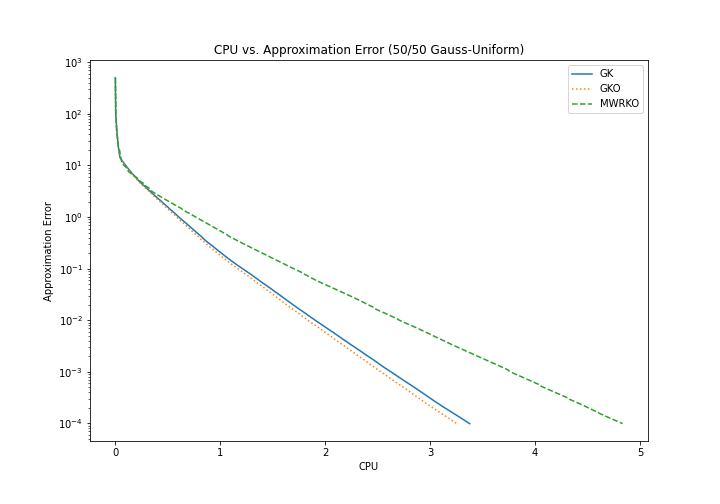 CPU vs. Approximation Error (50/50 Gauss-Uniform)
GK
GKO
MWRKO
Approximation Error
10³
10²
10¹
10⁰
10⁻¹
10⁻²
10⁻³
10⁻⁴
0 1 2 3 4 5
CPU